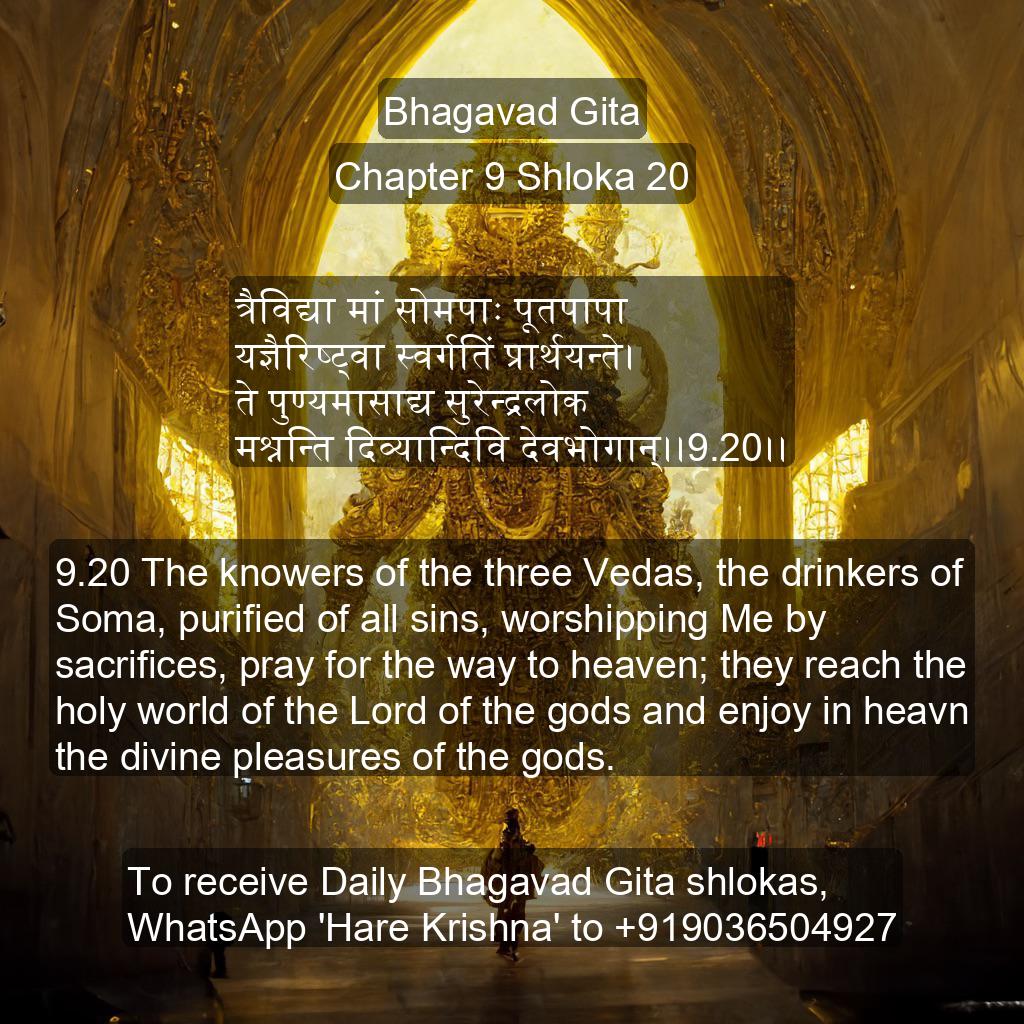 Bhagavad Gita
Chapter 9 Shloka 20
त्रैविद्या मां सोमपाः पूतपापा
यज्ञैरिष्ट्वा स्वर्गतिं प्रार्थयन्ते।
ते पुण्यमासाद्य सुरेन्द्रलोक
मश्नन्ति दिव्यान्दिवि देवभोगान्।।9.20।।
9.20 The knowers of the three Vedas, the drinkers of
Soma, purified of all sins, worshipping Me by
sacrifices, pray for the way to heaven; they reach the
holy world of the Lord of the gods and enjoy in heavn
the divine pleasures of the gods.
To receive Daily Bhagavad Gita shlokas,
WhatsApp 'Hare Krishna' to +919036504927